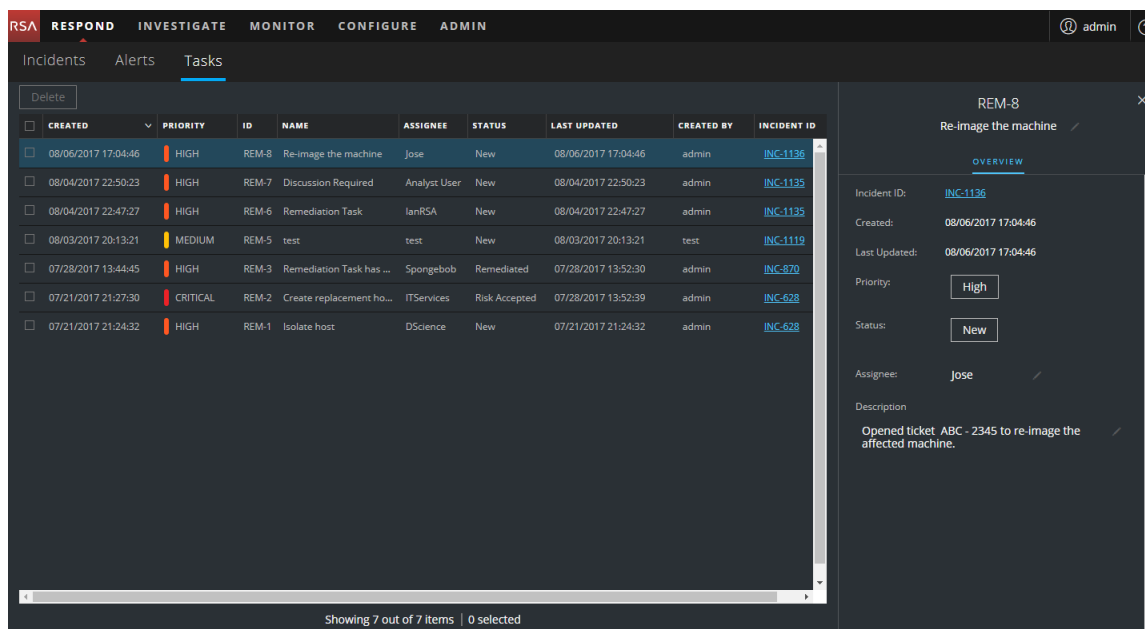 RSA RESPOND INVESTIGATE MONITOR CONFIGURE ADMIN admin
Incidents Alerts Tasks
Delete
CREATED PRIORITY ID NAME ASSIGNEE STATUS LAST UPDATED CREATED BY INCIDENT ID
08/06/2017 17:04:46 HIGH REM-8 Re-image the machine Jose New 08/06/2017 17:04:46 admin INC-1136
08/04/2017 22:50:23 HIGH REM-7 Discussion Required Analyst User New 08/04/2017 22:50:23 admin INC-1135
08/04/2017 22:47:27 HIGH REM-6 Remediation Task IanRSA New 08/04/2017 22:47:27 admin INC-1135
08/03/2017 20:13:21 MEDIUM REM-5 test test New 08/03/2017 20:13:21 test INC-1119
07/28/2017 13:44:45 HIGH REM-3 Remediation Task has ... Spongebob Remediated 07/28/2017 13:52:30 admin INC-870
07/21/2017 21:27:30 CRITICAL REM-2 Create replacement ho... ITServices Risk Accepted 07/28/2017 13:52:39 admin INC-628
07/21/2017 21:24:32 HIGH REM-1 Isolate host DScience New 07/21/2017 21:24:32 admin INC-628
Showing 7 out of 7 items | 0 selected
REM-8
Re-image the machine
OVERVIEW
Incident ID: INC-1136
Created: 08/06/2017 17:04:46
Last Updated: 08/06/2017 17:04:46
Priority: High
Status: New
Assignee: Jose
Description
Opened ticket ABC - 2345 to re-image the
affected machine.